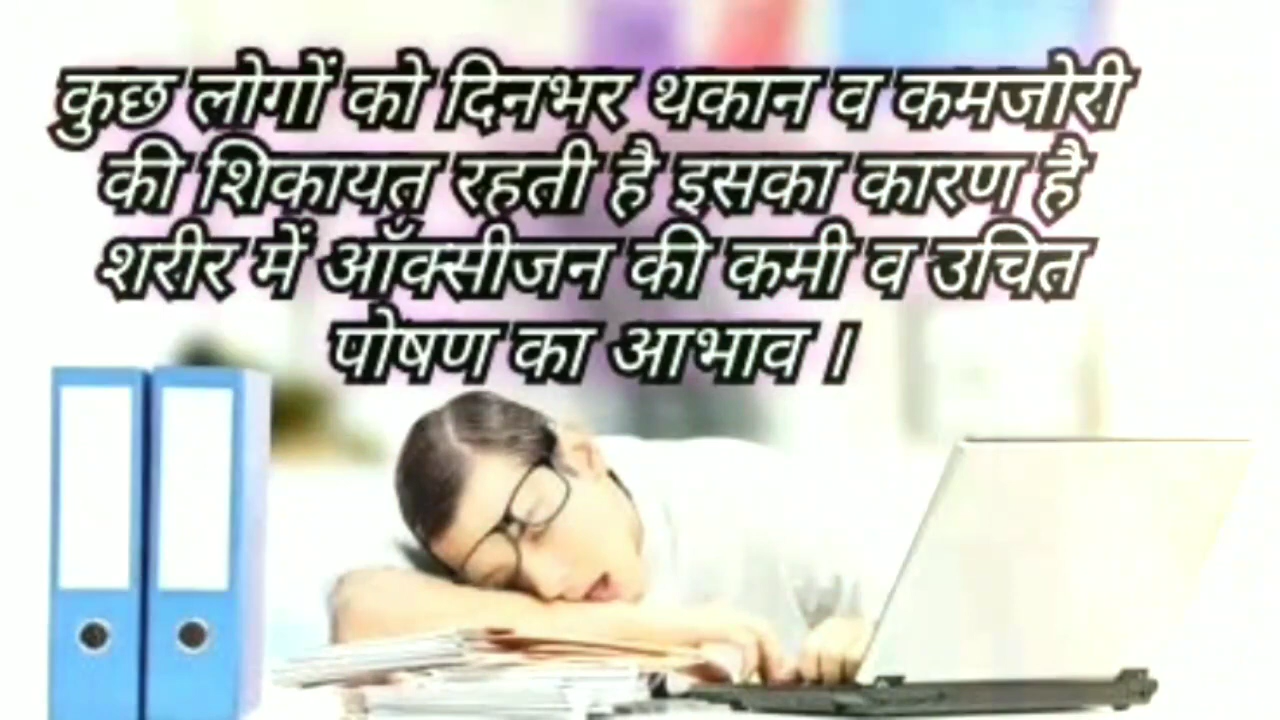 कुछ लोगों को दिनभर थकान व कमजोरी
की शिकायत रहती है इसका कारण है
शरीर में ऑक्सीजन की कमी व उचित
पोषण का आभाव ।